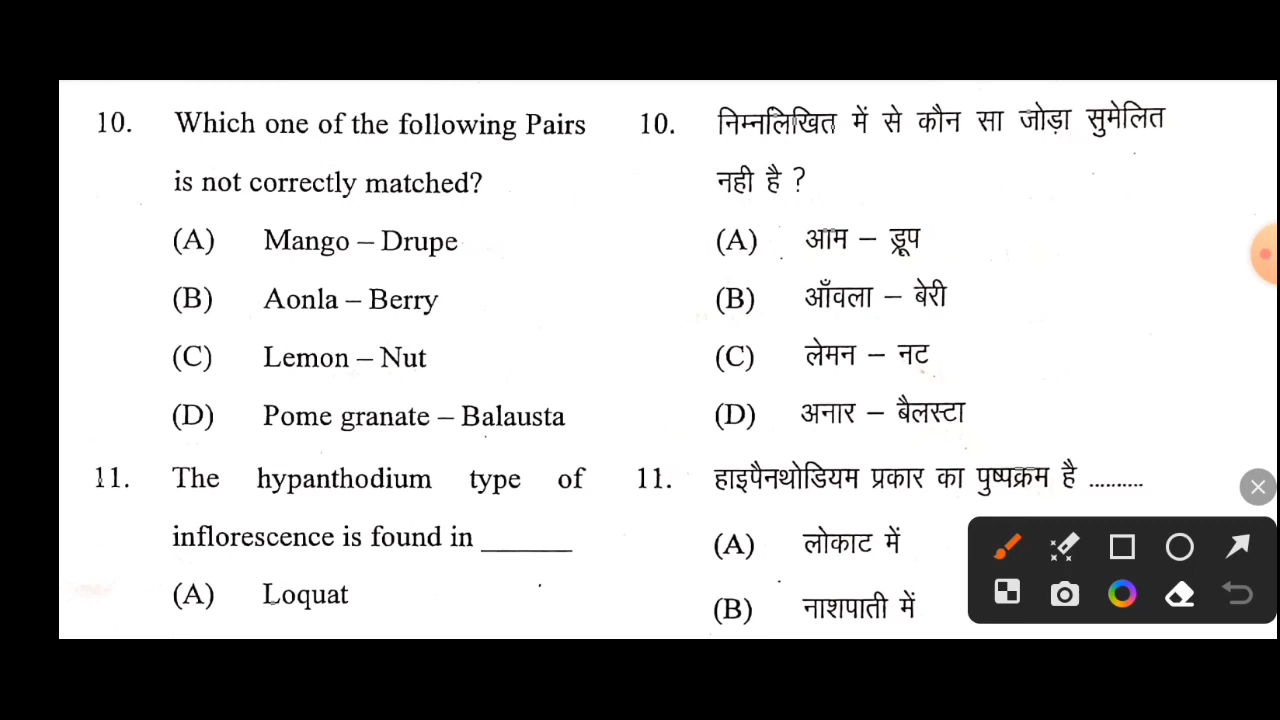 10. Which one of the following Pairs
is not correctly matched?
(A) Mango – Drupe
(B) Aonla – Berry
(C) Lemon – Nut
(D) Pome granate – Balausta
11. The hypanthodium type of
inflorescence is found in ______
(A) Loquat
10. निम्नलिखित में से कौन सा जोड़ा सुमेलित
नही है ?
(A) आम – ड्रूप
(B) आँवला – बेरी
(C) लेमन – नट
(D) अनार – बैलस्टा
11. हाइपैनथोडियम प्रकार का पुष्पक्रम है ..........
(A) लोकाट में
(B) नाशपाती में